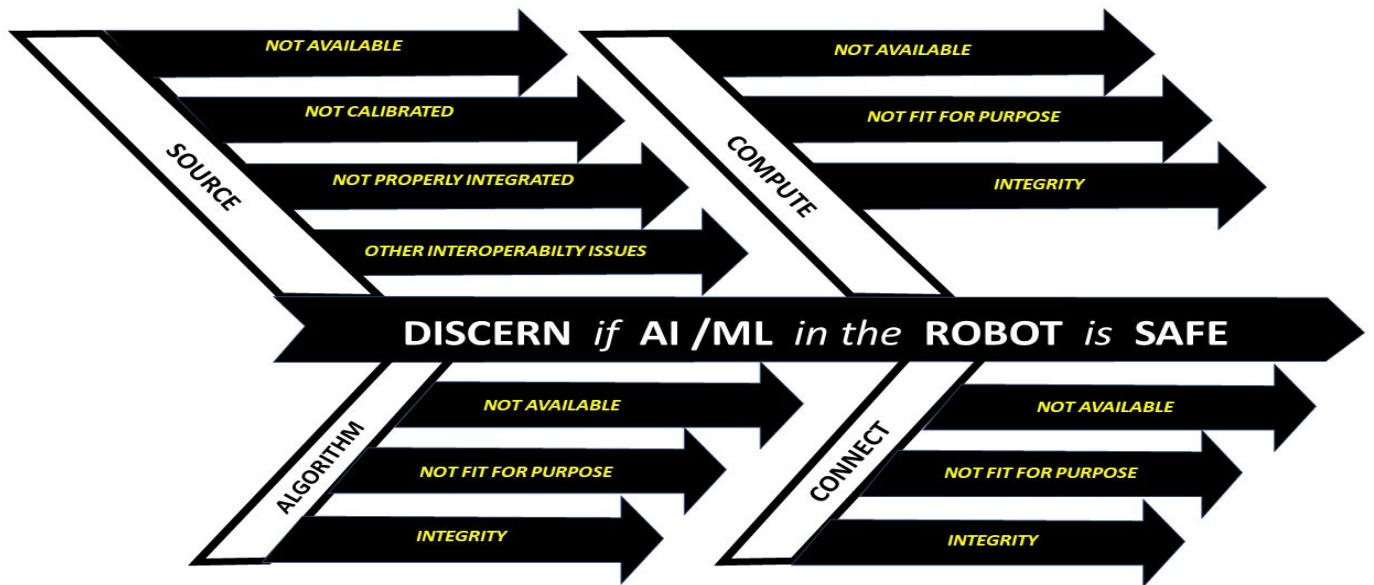 SOURCE
NOT AVAILABLE
NOT CALIBRATED
NOT PROPERLY INTEGRATED
OTHER INTEROPERABILTY ISSUES
COMPUTE
NOT AVAILABLE
NOT FIT FOR PURPOSE
INTEGRITY
DISCERN if AI /ML in the ROBOT is SAFE
ALGORITHM
NOT AVAILABLE
NOT FIT FOR PURPOSE
INTEGRITY
CONNECT
NOT AVAILABLE
NOT FIT FOR PURPOSE
INTEGRITY